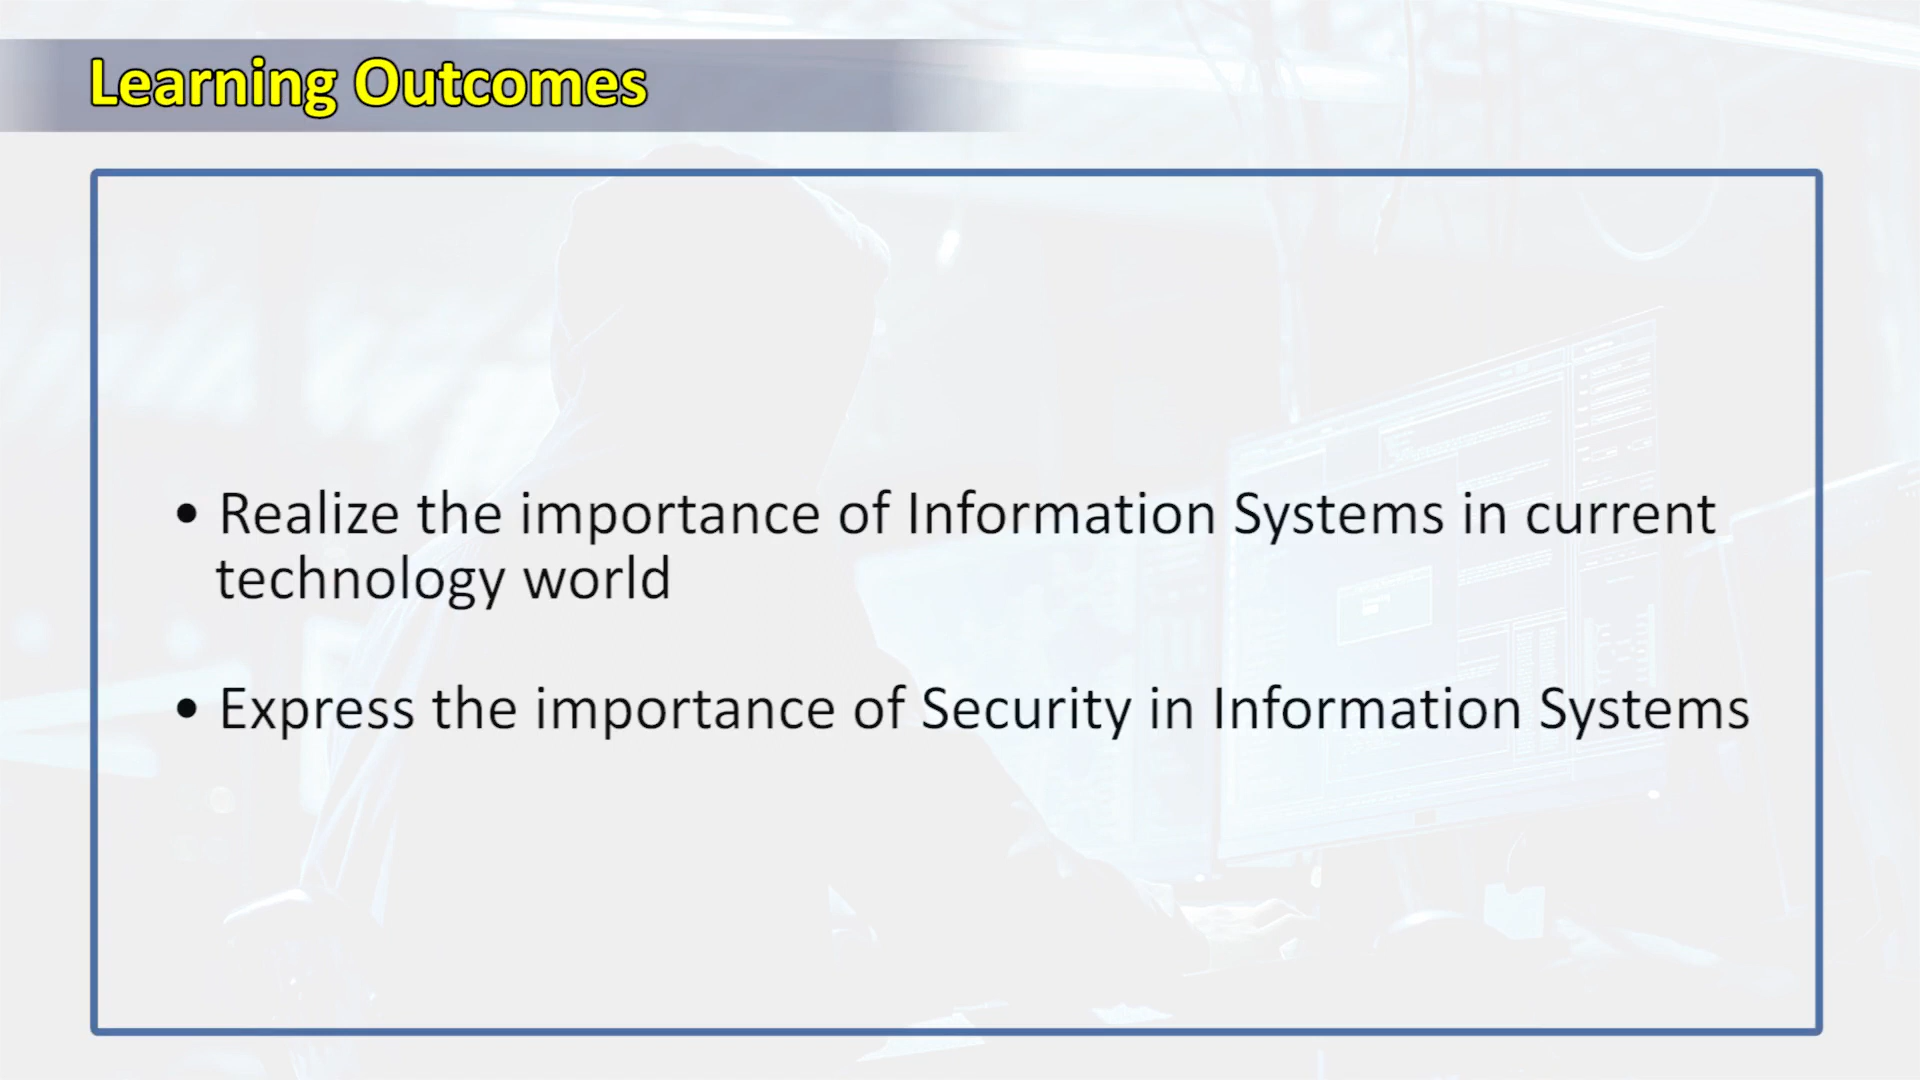 Learning Outcomes
• Realize the importance of Information Systems in current
technology world
• Express the importance of Security in Information Systems